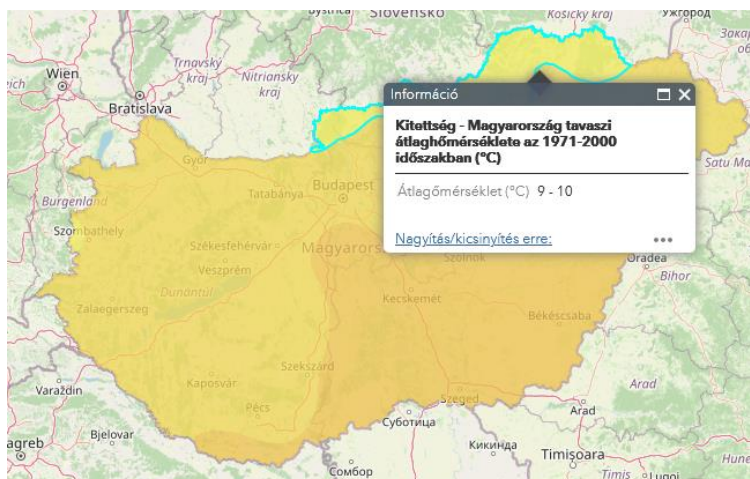 Slovensko
Košický kraj
Ужгород
Wien
Trnavský
kraj
Nitriansky
kraj
Bratislava
Információ
Kitettség - Magyarország tavaszi
átlaghőmérséklete az 1971-2000
időszakban (°C)
Átlagőmérséklet (°C) 9 - 10
Nagyítás/kicsinyítés erre:
Győr
Tatabánya
Budapest
Satu Ma
Burgenland
Szombathely
Székesfehérvár
Magyarors
Szolnok
Oradea
Veszprém
Bihor
Dunántúl
Zalaegerszeg
Kecskemét
Békéscsaba
Kaposvár
Szekszárd
Arad
Varaždin
Pécs
Szeged
Arad
Суботица
agreb
Bjelovar
Кикинда
Timișoara
Hune
Сомбор
Timiș
Lugoj